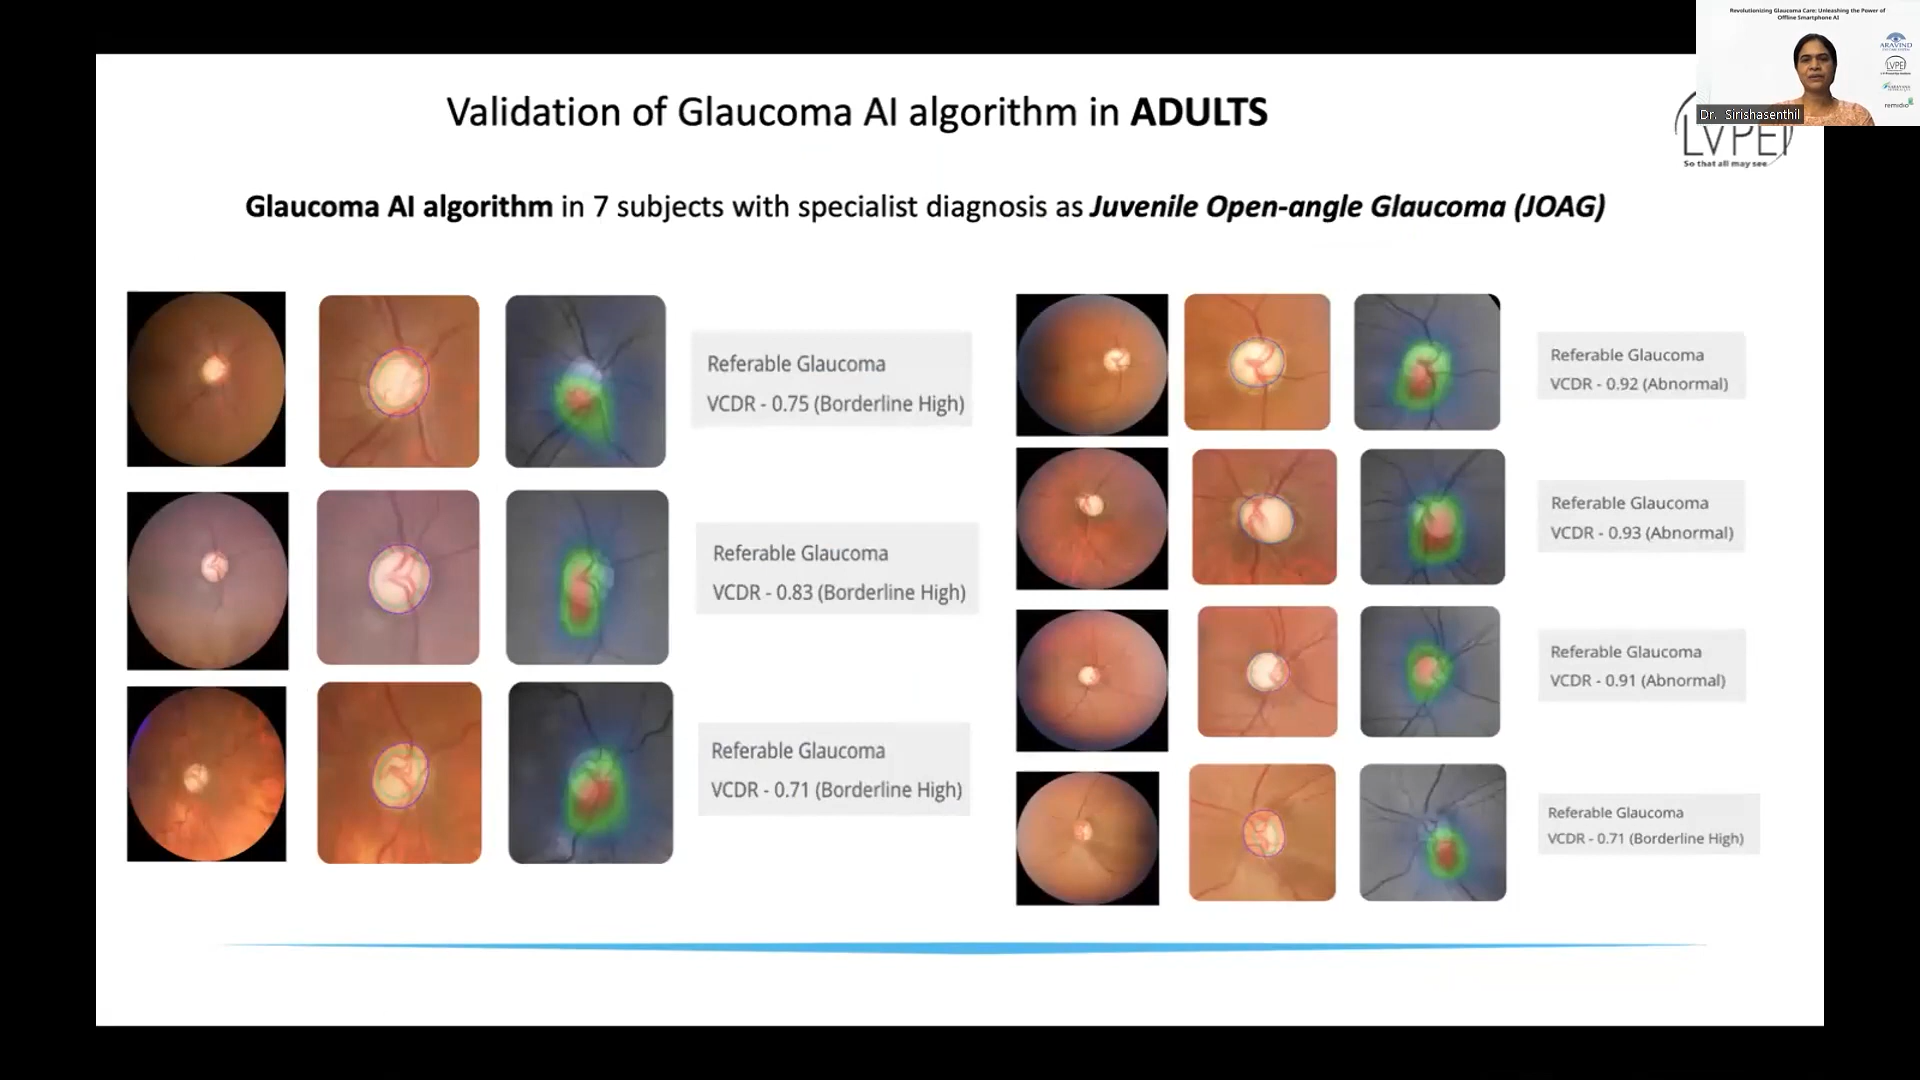 Revolutionizing Glaucoma Care: Unleashing the Power of
Offline Smartphone AI
ARAVIND
LVPEI
remidio
Dr. Sirishasenthil
LVPEI
So that all may see
Validation of Glaucoma AI algorithm in ADULTS
Glaucoma AI algorithm in 7 subjects with specialist diagnosis as Juvenile Open-angle Glaucoma (JOAG)
Referable Glaucoma
VCDR - 0.75 (Borderline High)
Referable Glaucoma
VCDR - 0.83 (Borderline High)
Referable Glaucoma
VCDR - 0.71 (Borderline High)
Referable Glaucoma
VCDR - 0.92 (Abnormal)
Referable Glaucoma
VCDR - 0.93 (Abnormal)
Referable Glaucoma
VCDR - 0.91 (Abnormal)
Referable Glaucoma
VCDR - 0.71 (Borderline High)